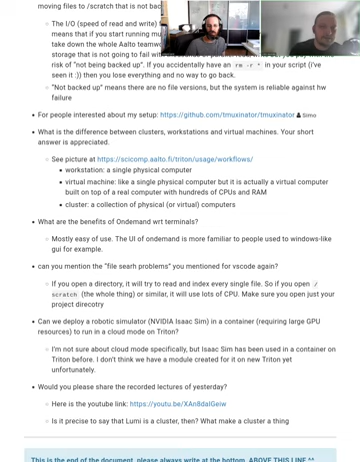 moving files to /scratch that is not bac
The I/O (speed of read and write)
means that if you start running mu
take down the whole Aalto teamwo
storage that is not going to fail wit
risk of "not being backed up". If you accidentally have an rm -r * in your script (i've
seen it :)) then you lose everything and no way to go back.
"Not backed up" means there are no file versions, but the system is reliable against hw
failure
For people interested about my setup: https://github.com/tmuxinator/tmuxinator Simo
What is the difference between clusters, workstations and virtual machines. Your short
answer is appreciated.
See picture at https://scicomp.aalto.fi/triton/usage/workflows/
workstation: a single physical computer
virtual machine: like a single physical computer but it is actually a virtual computer
built on top of a real computer with hundreds of CPUs and RAM
cluster: a collection of physical (or virtual) computers
What are the benefits of Ondemand wrt terminals?
Mostly easy of use. The UI of ondemand is more familiar to people used to windows-like
gui for example.
can you mention the "file searh problems" you mentioned for vscode again?
If you open a directory, it will try to read and index every single file. So if you open /
scratch (the whole thing) or similar, it will use lots of CPU. Make sure you open just your
project direcotry
Can we deploy a robotic simulator (NVIDIA Isaac Sim) in a container (requiring large GPU
resources) to run in a cloud mode on Triton?
I'm not sure about cloud mode specifically, but Isaac Sim has been used in a container on
Triton before. I don't think we have a module created for it on new Triton yet
unfortunately.
Would you please share the recorded lectures of yesterday?
Here is the youtube link: https://youtu.be/XAn8daIGeiw
Is it precise to say that Lumi is a cluster, then? What make a cluster a thing
This is the end of the document, please always write at the bottom, ABOVE THIS LINE ^^